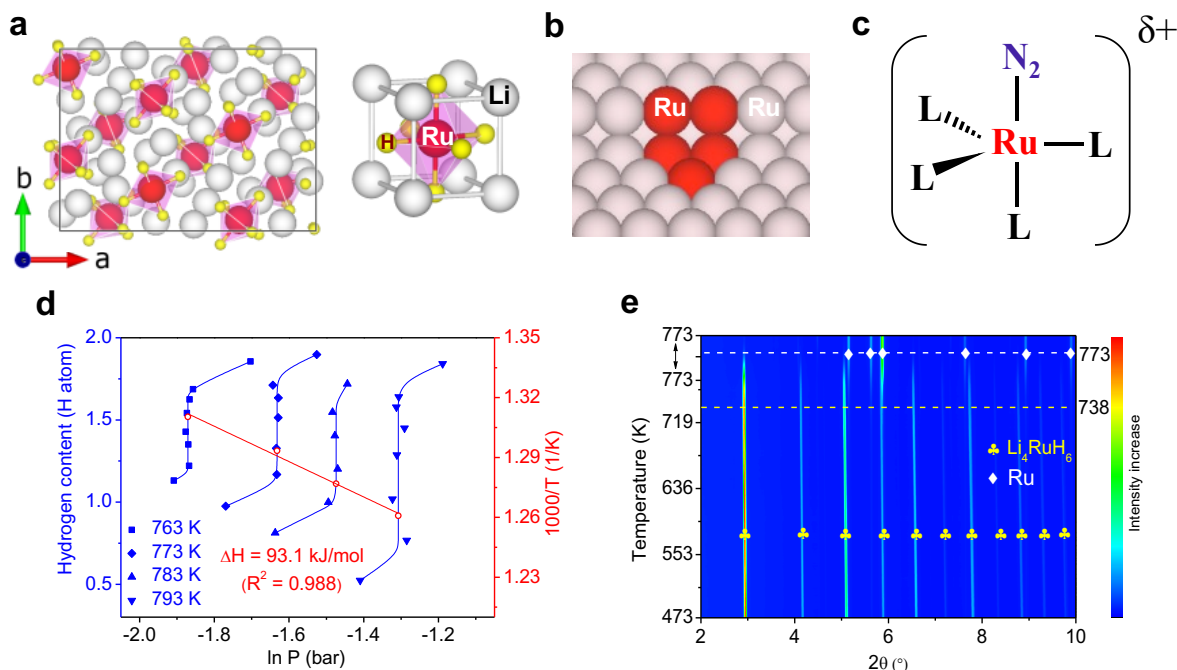 a
b
a
Li
H
Ru
b
Ru
Ru
c
δ+
N₂
L
Ru
L
L
L
d
Hydrogen content (H atom)
2.0
1.5
1.0
0.5
763 K
773 K
783 K
793 K
ΔH = 93.1 kJ/mol
(R² = 0.988)
-2.0 -1.8 -1.6 -1.4 -1.2
ln P (bar)
1.35
1.32
1.29
1.26
1.23
1000/T (1/K)
e
Temperature (K)
773
773
719
636
553
473
773
738
Li₄RuH₆
Ru
2 4 6 8 10
2θ (°)
Intensity increase